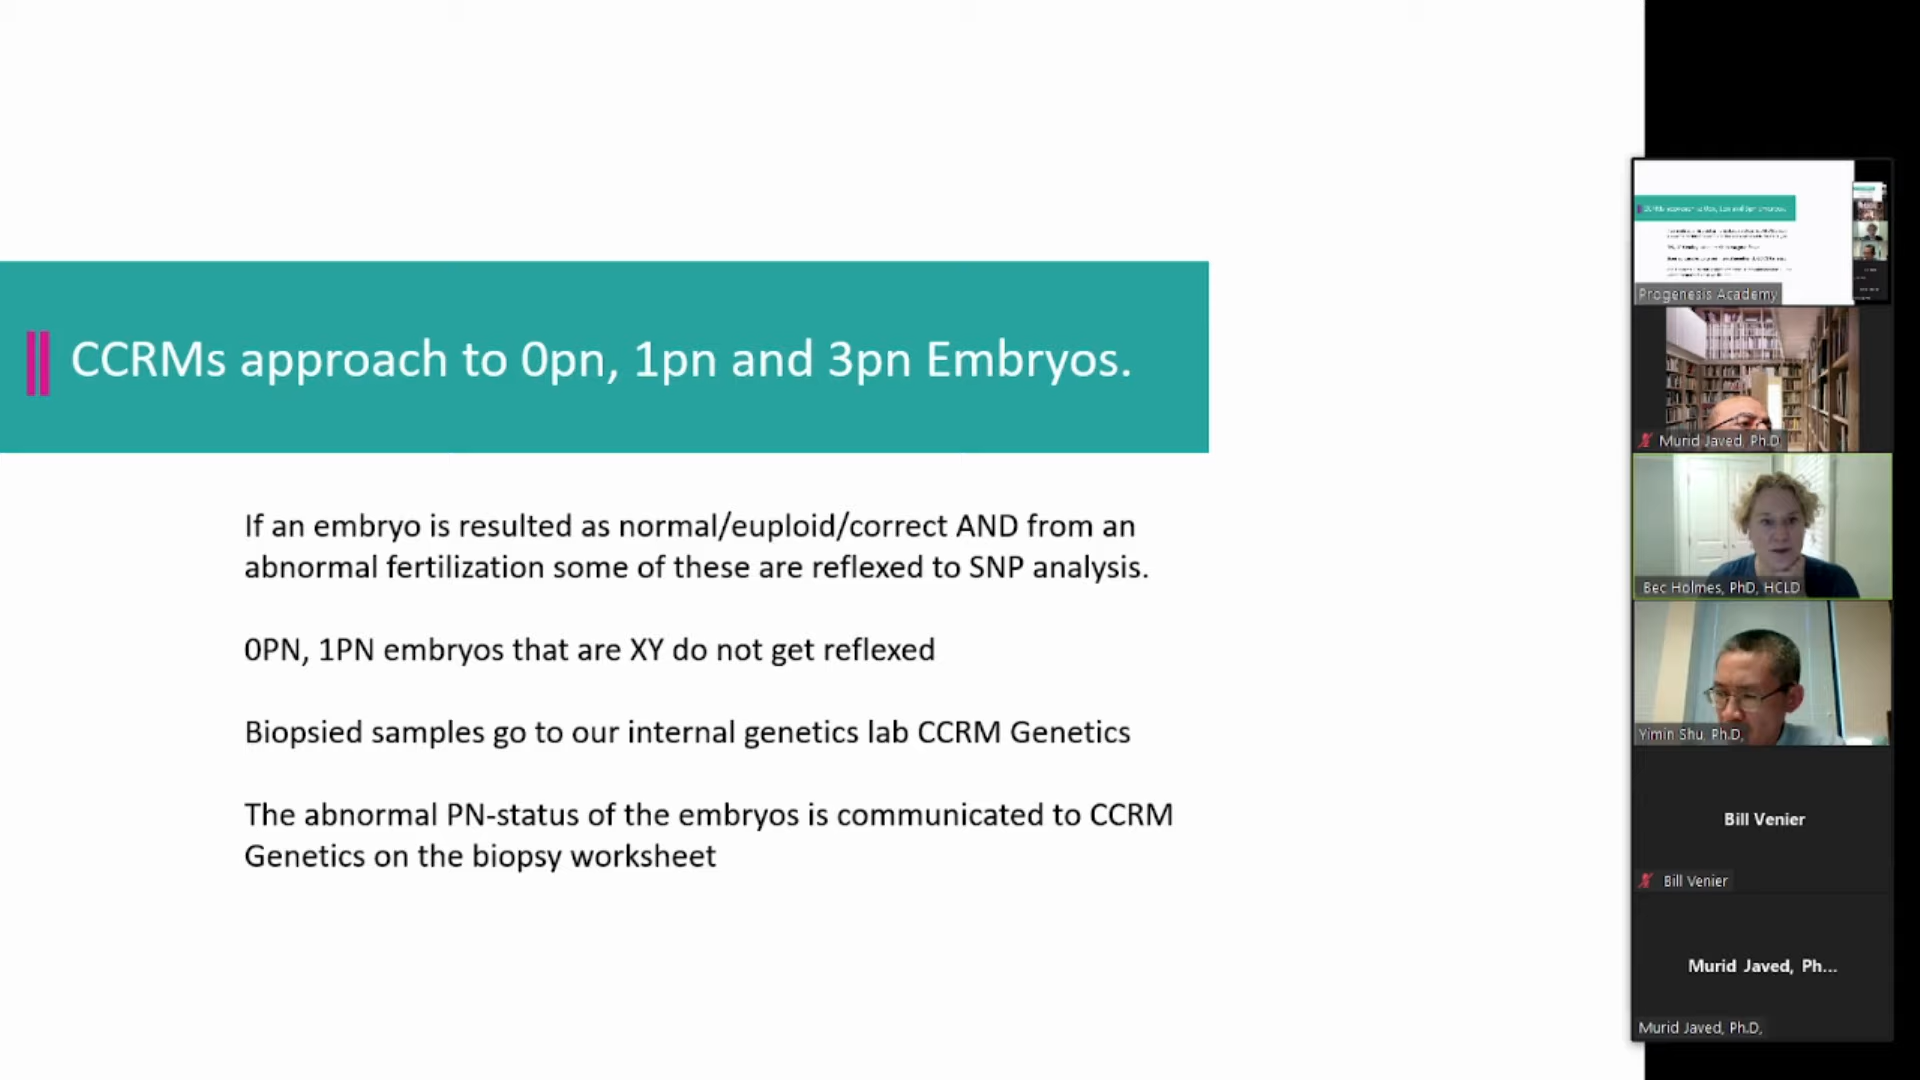 CCRMs approach to 0pn, 1pn and 3pn Embryos.
If an embryo is resulted as normal/euploid/correct AND from an
abnormal fertilization some of these are reflexed to SNP analysis.
0PN, 1PN embryos that are XY do not get reflexed
Biopsied samples go to our internal genetics lab CCRM Genetics
The abnormal PN-status of the embryos is communicated to CCRM
Genetics on the biopsy worksheet
Progenesis Academy
Murid Javed, Ph.D
Bec Holmes, PhD, HCLD
Yimin Shu, Ph.D,
Bill Venier
Bill Venier
Murid Javed, Ph...
Murid Javed, Ph.D,